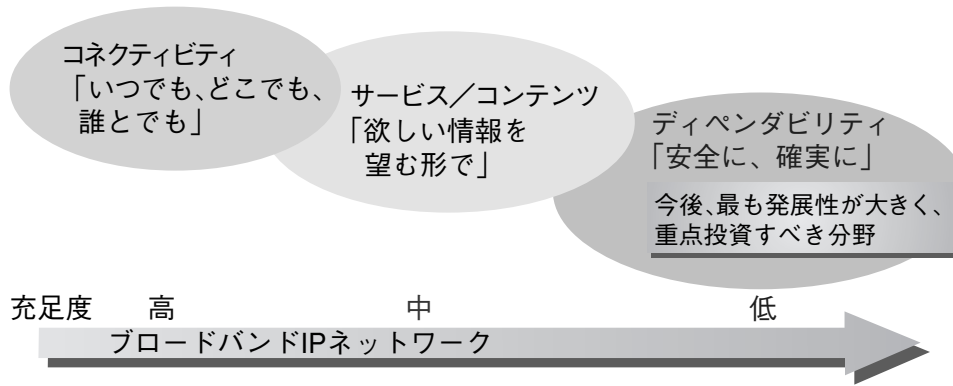 コネクティビティ
「いつでも、どこでも、
誰とでも」
サービス／コンテンツ
「欲しい情報を
望む形で」
ディペンダビリティ
「安全に、確実に」
今後、最も発展性が大きく、
重点投資すべき分野
充足度 高 中 低
ブロードバンドIPネットワーク